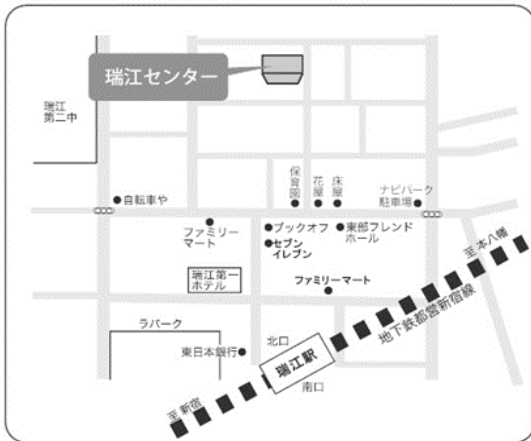 瑞江センター
瑞江
第二中
保育園
花屋
床屋
ナビパーク
駐車場
自転車や
ファミリー
マート
ブックオフ
セブン
イレブン
東部フレンド
ホール
至本八幡
瑞江第一
ホテル
ファミリーマート
地下鉄都営新宿線
ラパーク
北口
東日本銀行
瑞江駅
南口
至新宿